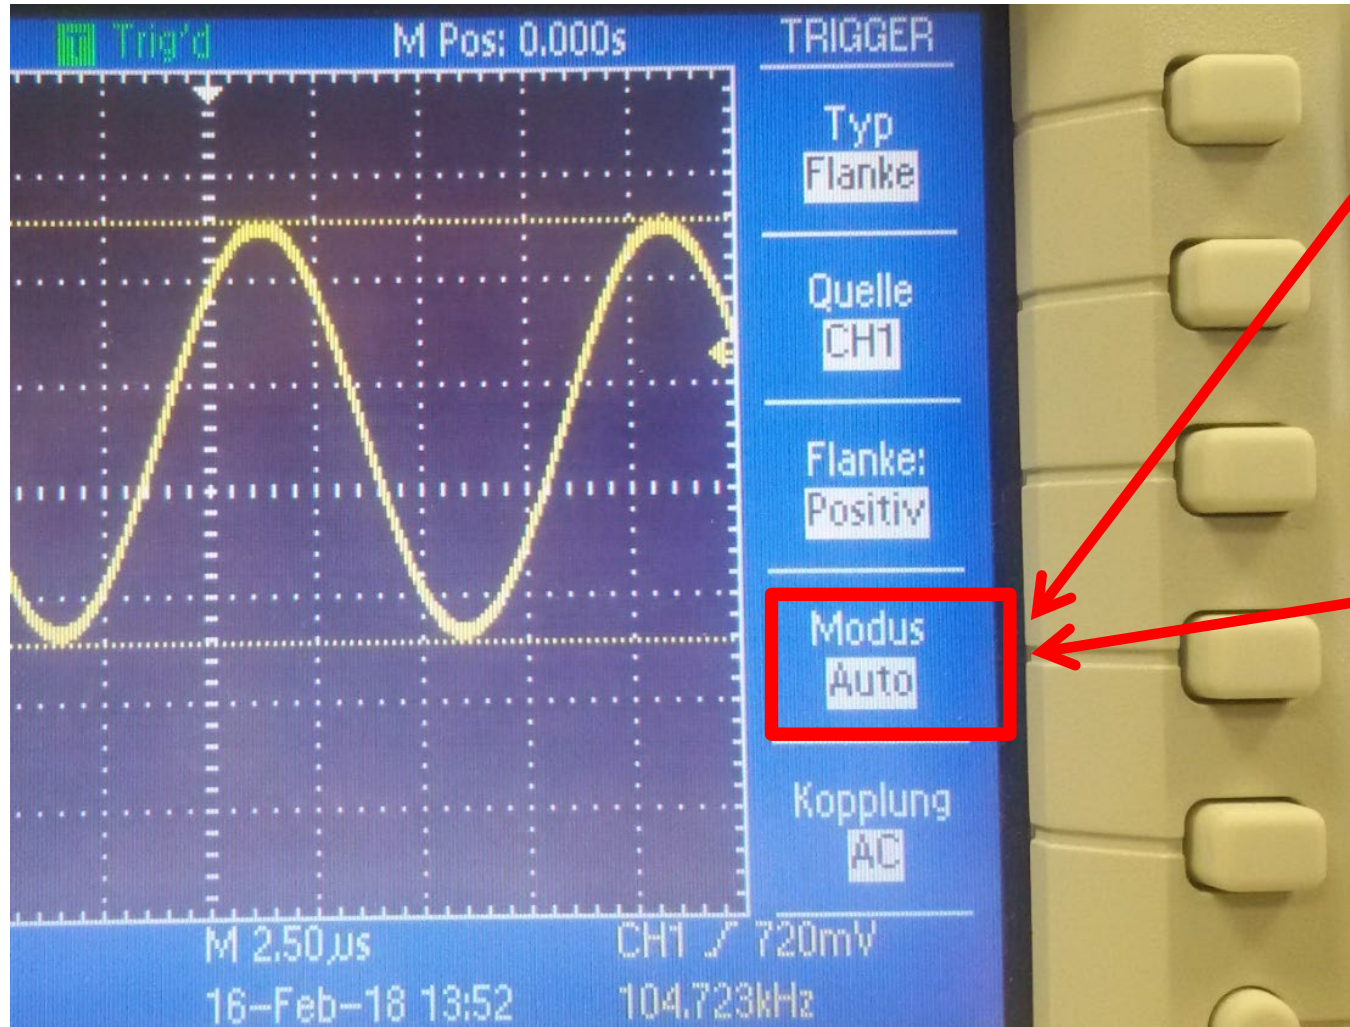 T Trig'd M Pos: 0.000s TRIGGER
Typ
Flanke
Quelle
CH1
Flanke:
Positiv
Modus
Auto
Kopplung
AC
M 2.50µs CH1 720mV
16-Feb-18 13:52 104.723kHz